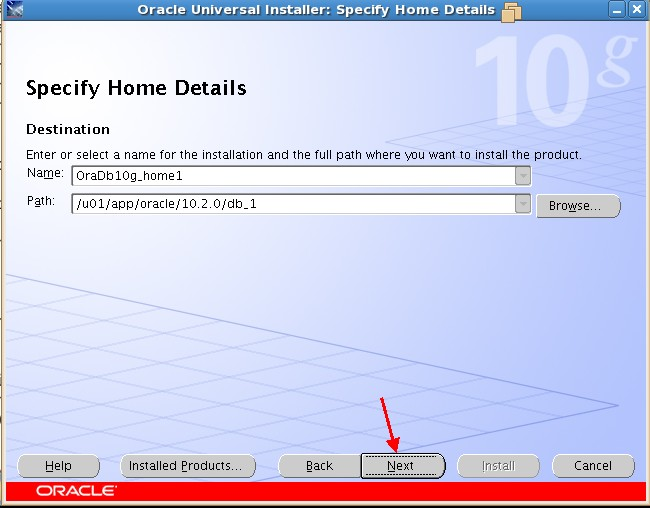 Oracle Universal Installer: Specify Home Details
10g
Specify Home Details
Destination
Enter or select a name for the installation and the full path where you want to install the product.
Name: OraDb10g_home1
Path: /u01/app/oracle/10.2.0/db_1 Browse...
Help Installed Products... Back Next Install Cancel
ORACLE